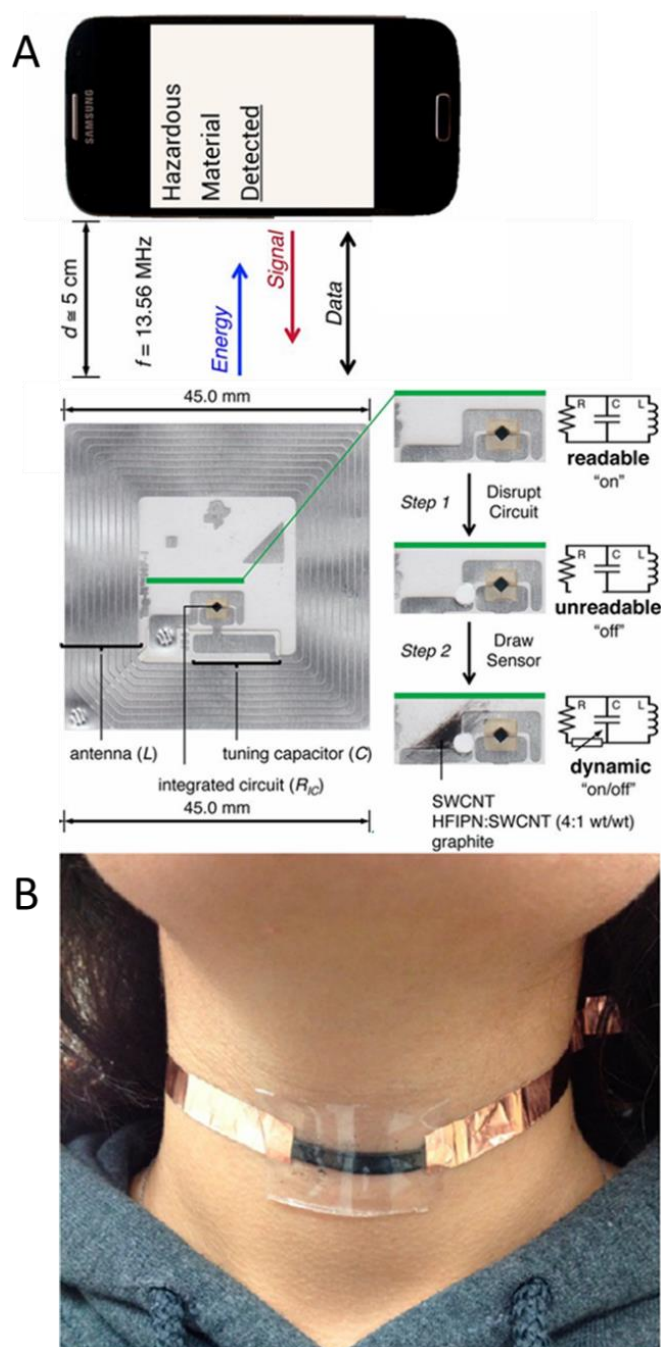 A
SAMSUNG
Hazardous
Material
Detected
d ≅ 5 cm
f = 13.56 MHz
Energy
Signal
Data
45.0 mm
antenna (L)
tuning capacitor (C)
integrated circuit (R_IC)
45.0 mm
R C L
readable
"on"
Step 1
Disrupt
Circuit
R C L
unreadable
"off"
Step 2
Draw
Sensor
R C L
dynamic
"on/off"
SWCNT
HFIPN:SWCNT (4:1 wt/wt)
graphite
B